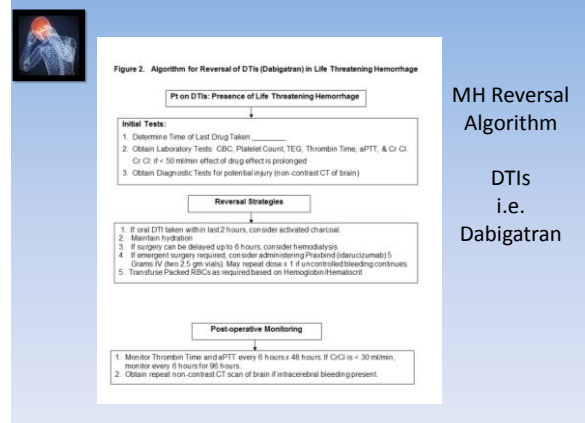 Figure 2. Algorithm for Reversal of DTIs (Dabigatran) in Life Threatening Hemorrhage
Pt on DTIs: Presence of Life Threatening Hemorrhage
Initial Tests:
1. Determine Time of Last Drug Taken:________
2. Obtain Laboratory Tests: CBC, Platelet Count, TEG, Thrombin Time, aPTT, & Cr Cl.
Cr Cl: if < 50 ml/min effect of drug effect is prolonged
3. Obtain Diagnostic Tests for potential injury (non-contrast CT of brain)
Reversal Strategies
1. If oral DTI taken within last 2 hours, consider activated charcoal.
2. Maintain hydration
3. If surgery can be delayed up to 6 hours, consider hemodialysis
4. If emergent surgery required, consider administering Praxbind (idarucizumab) 5
Grams IV (two 2.5 gm vials). May repeat dose x 1 if uncontrolled bleeding continues.
5. Transfuse Packed RBCs as required based on Hemoglobin/Hematocrit
Post-operative Monitoring
1. Monitor Thrombin Time and aPTT every 6 hours x 48 hours. If CrCl is < 30 ml/min,
monitor every 6 hours for 96 hours.
2. Obtain repeat non-contrast CT scan of brain if intracerebral bleeding present.
MH Reversal
Algorithm
DTIs
i.e.
Dabigatran